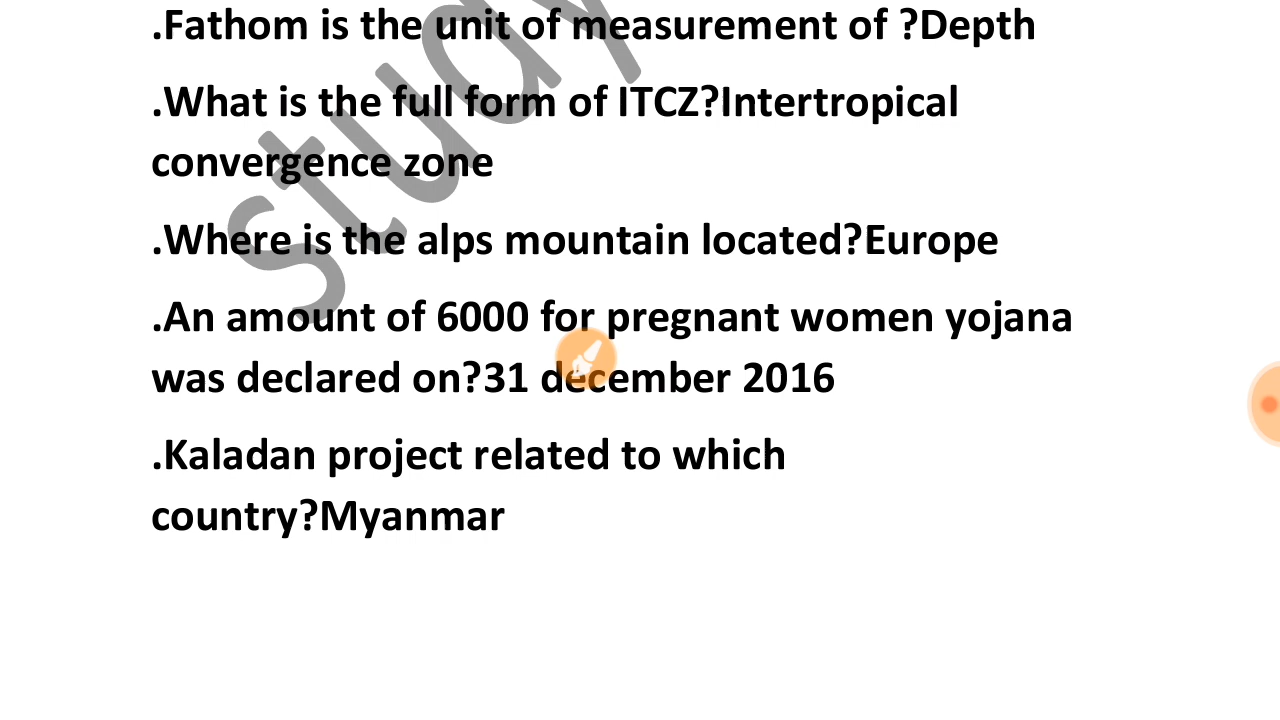 .Fathom is the unit of measurement of ?Depth
.What is the full form of ITCZ?Intertropical
convergence zone
.Where is the alps mountain located?Europe
.An amount of 6000 for pregnant women yojana
was declared on?31 december 2016
.Kaladan project related to which
country?Myanmar
study